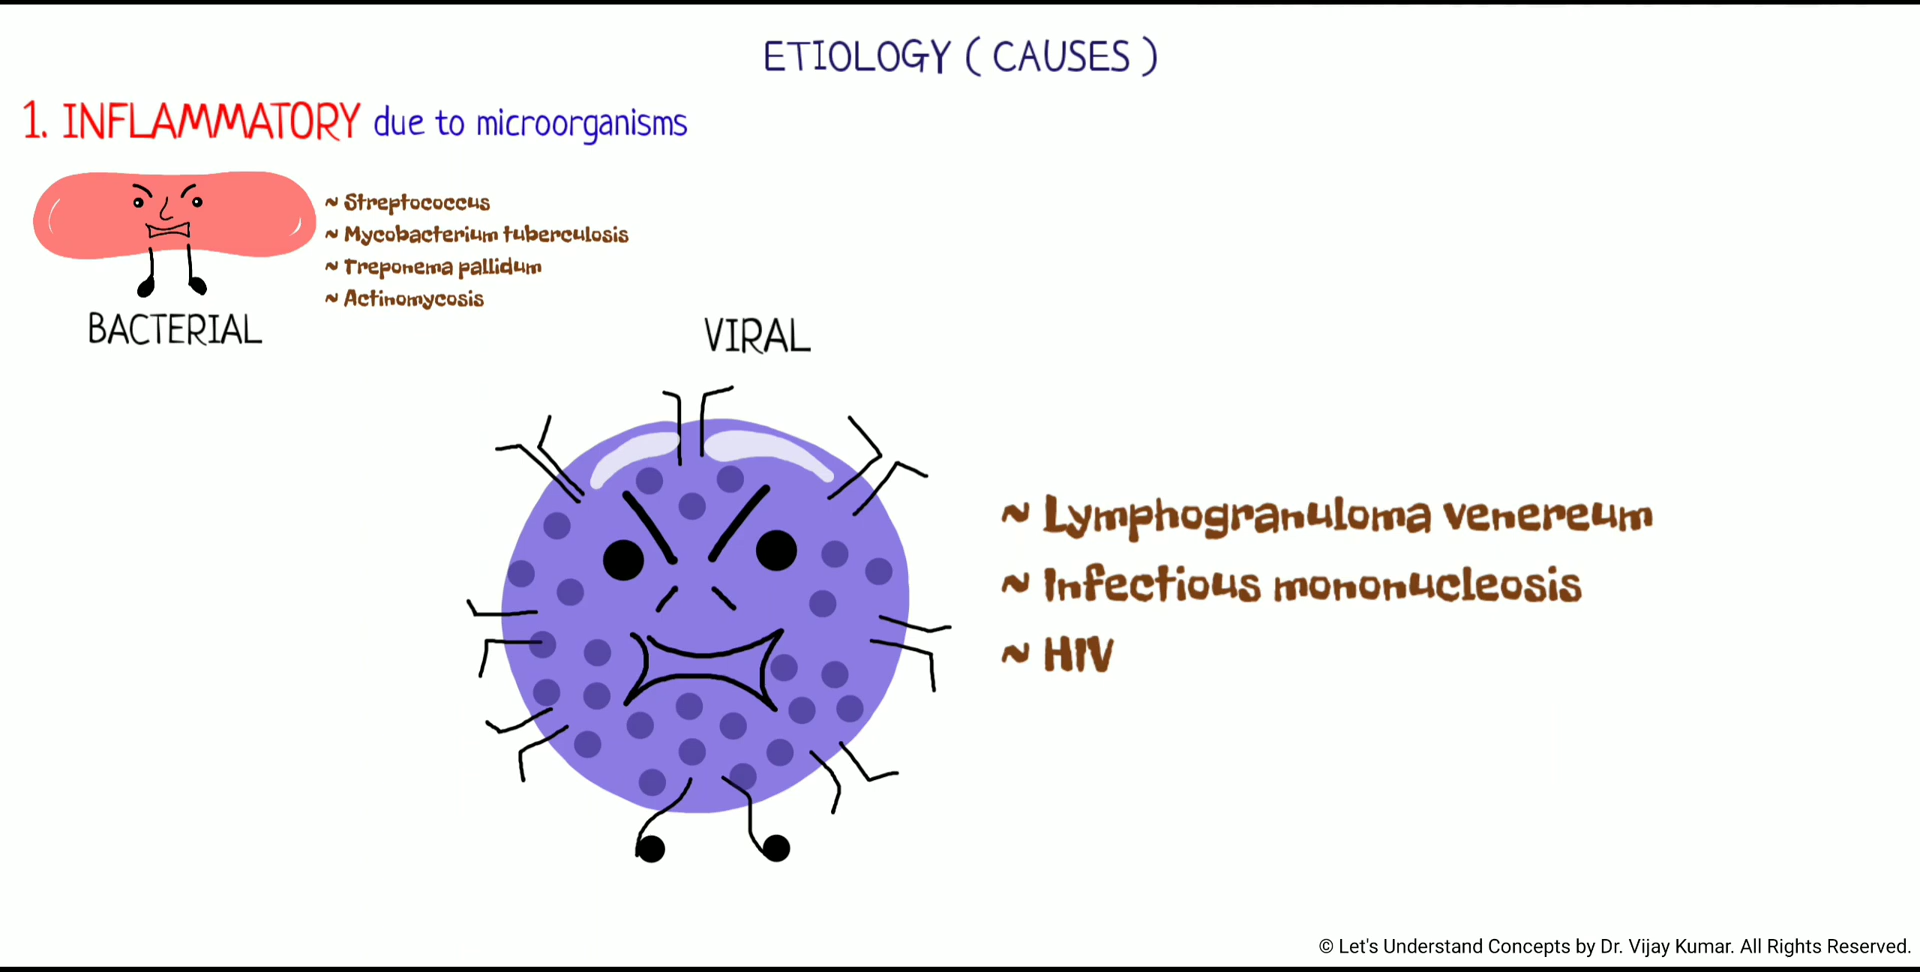 ETIOLOGY ( CAUSES )
1. INFLAMMATORY due to microorganisms
~ Streptococcus
~ Mycobacterium tuberculosis
~ Treponema pallidum
~ Actinomycosis
BACTERIAL
VIRAL
~ Lymphogranuloma venereum
~ Infectious mononucleosis
~ HIV
© Let's Understand Concepts by Dr. Vijay Kumar. All Rights Reserved.